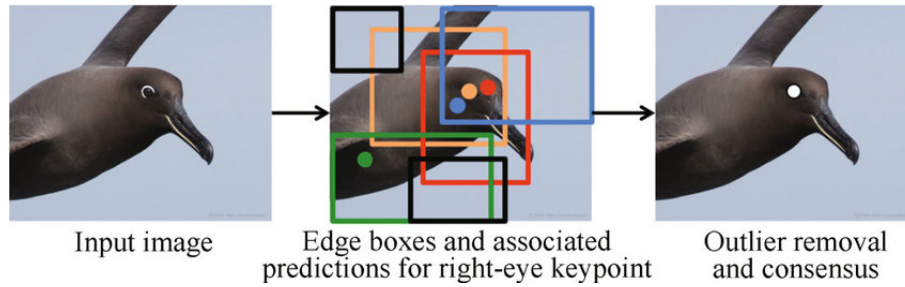 Input image
Edge boxes and associated
predictions for right-eye keypoint
Outlier removal
and consensus